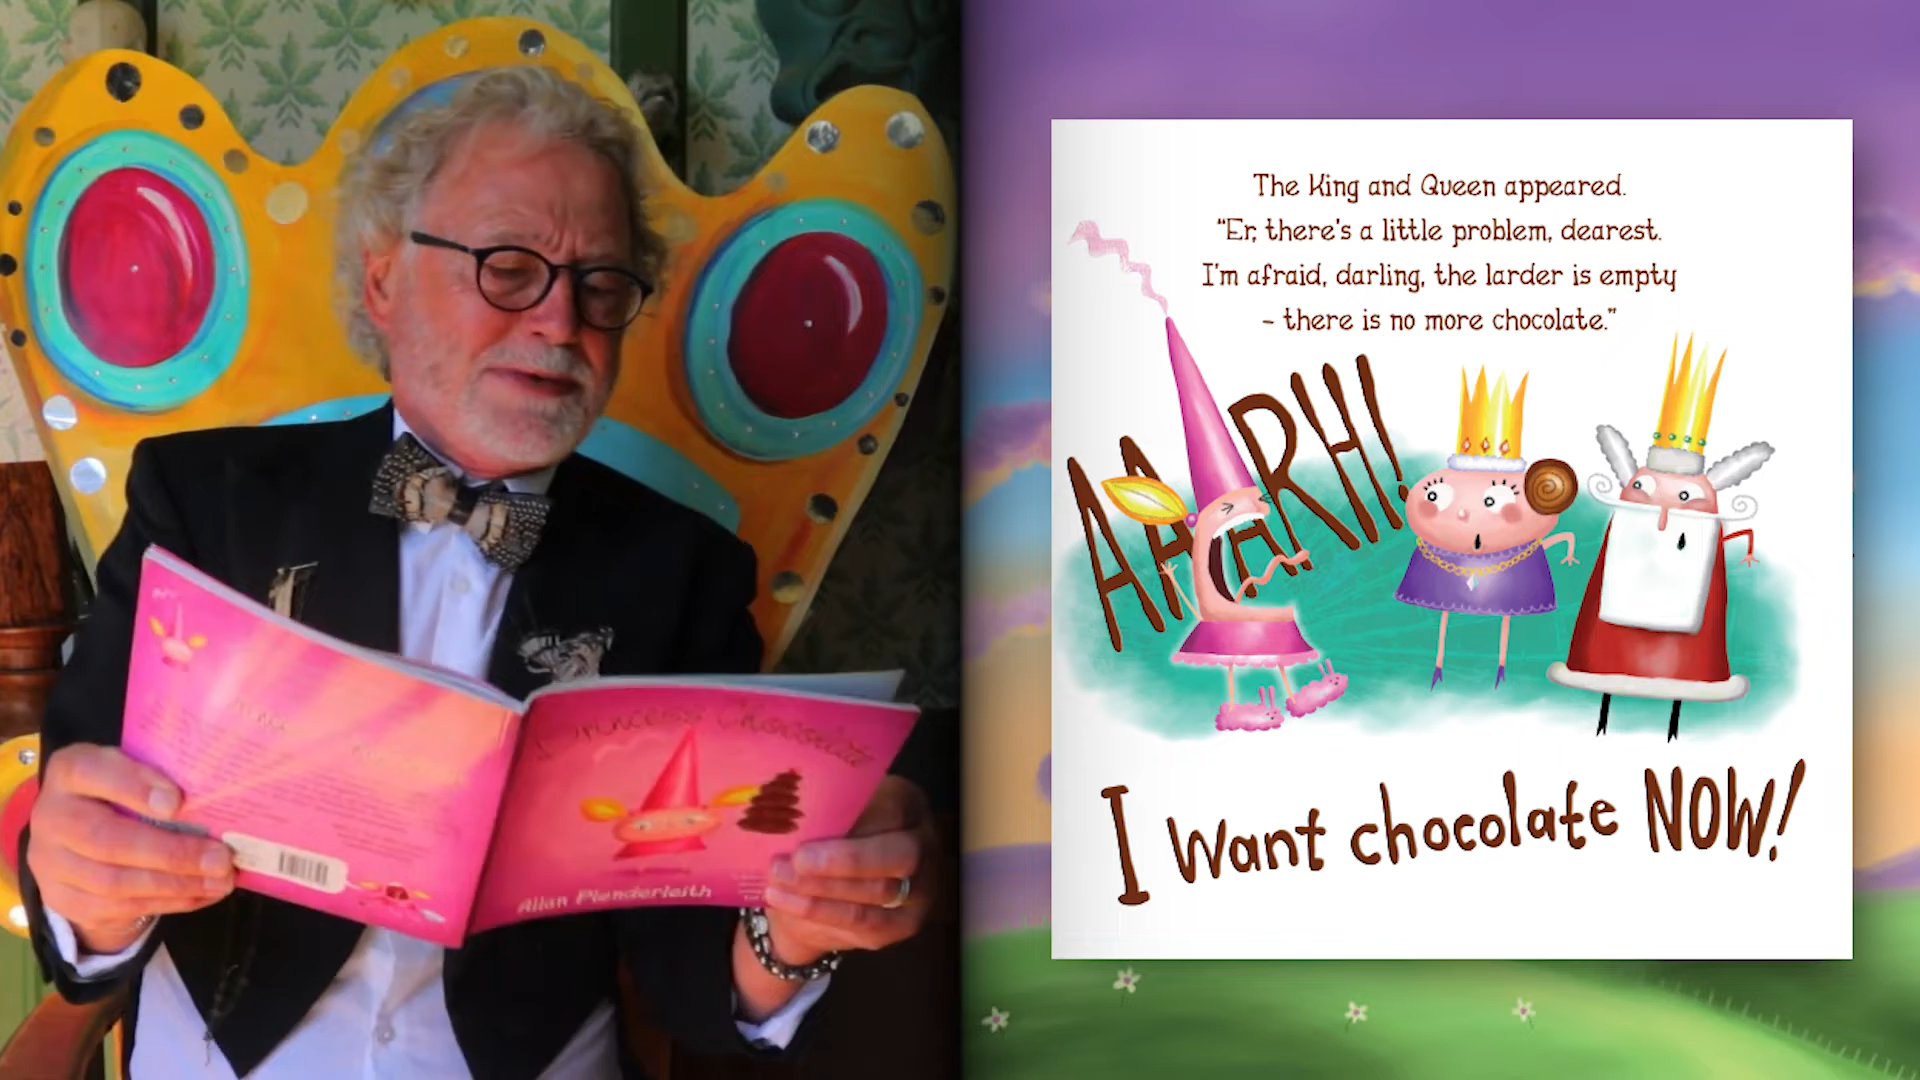 Princess Chocolate
Allan Plenderleith
The King and Queen appeared.
"Er, there's a little problem, dearest.
I'm afraid, darling, the larder is empty
- there is no more chocolate."
AAARH!
I want chocolate NOW!